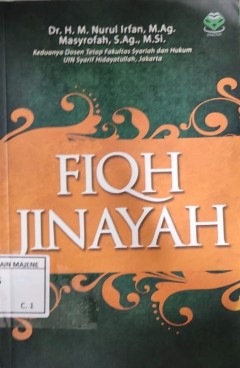 Dr. H. M. Nurul Irfan, M.Ag.
Masyrofah, S.Ag., M.Si.
Keduanya Dosen Tetap Fakultas Syariah dan Hukum
UIN Syarif Hidayatullah, Jakarta
FIQH
JINAYAH
AIN MAJENE
C. 1